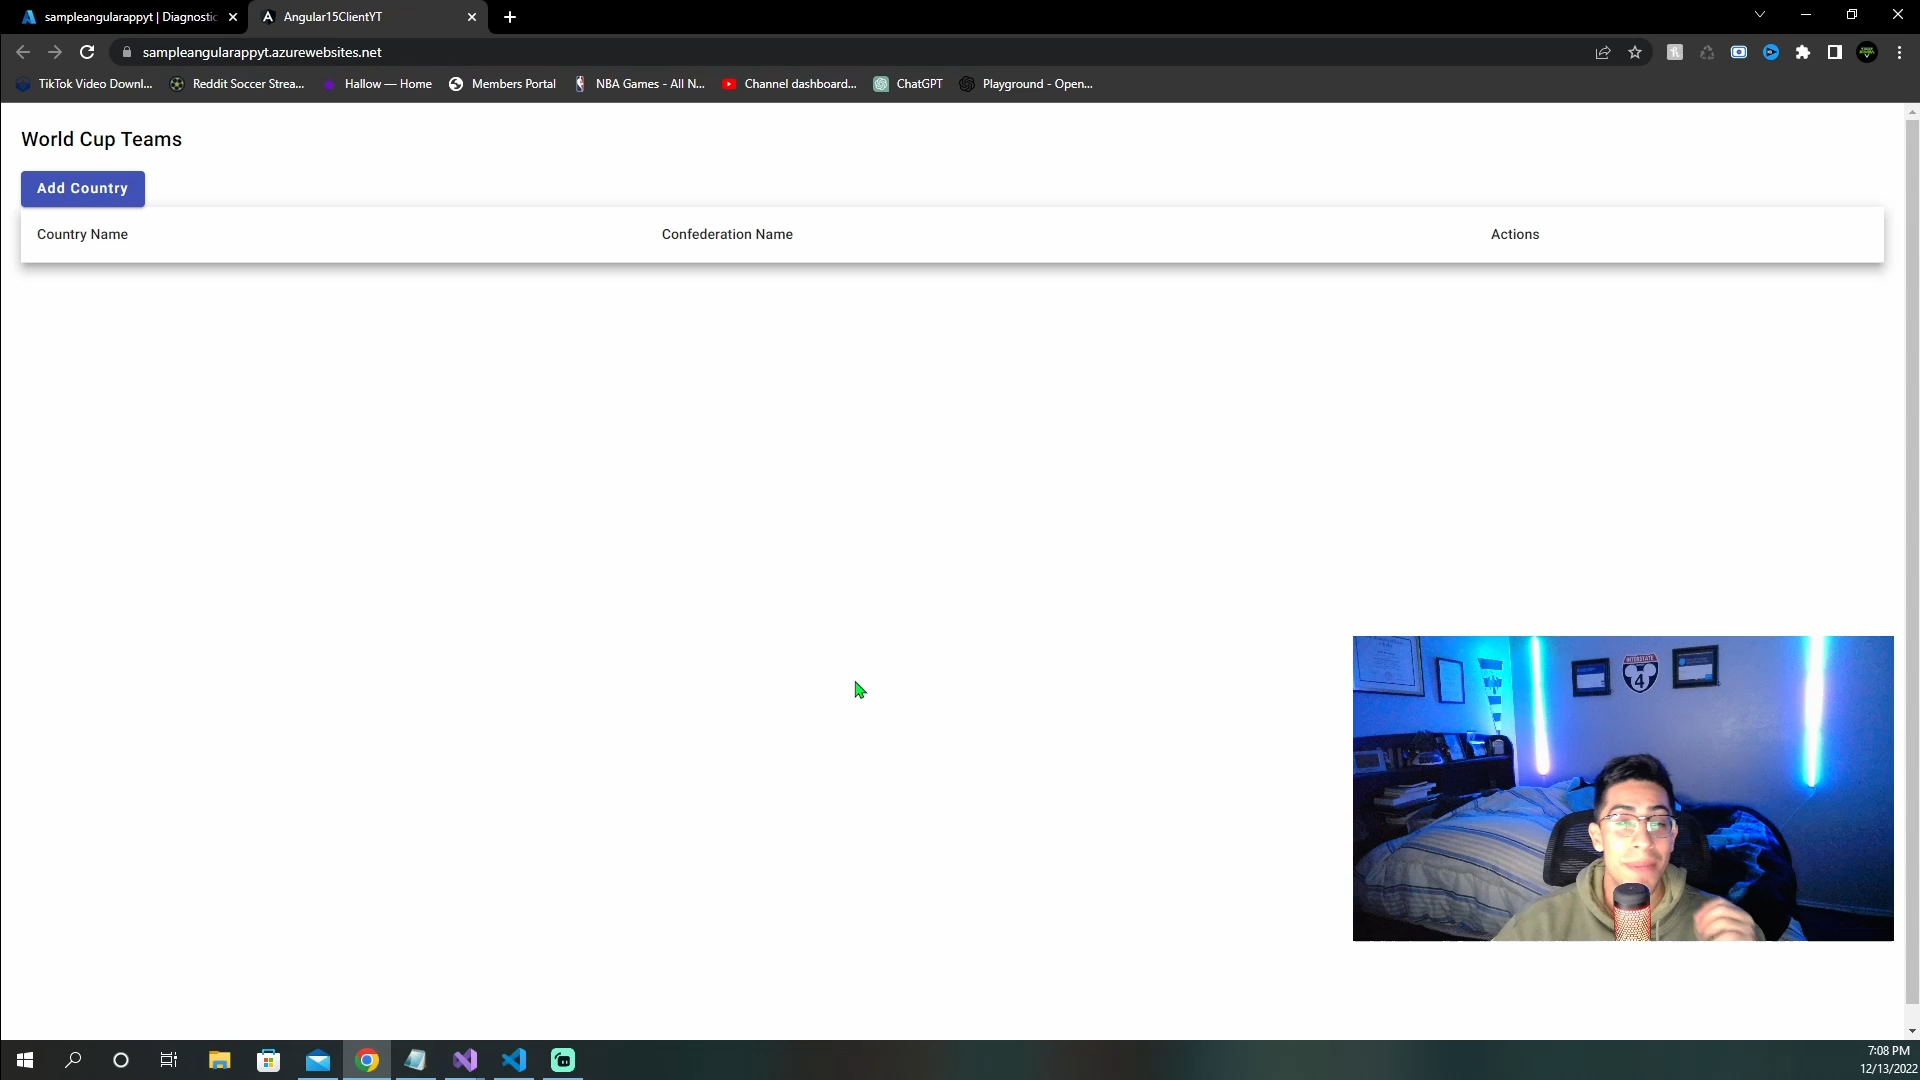 sampleangularappyt | Diagnostic
Angular15ClientYT
sampleangularappyt.azurewebsites.net
TikTok Video Downl...
Reddit Soccer Strea...
Hallow — Home
Members Portal
NBA Games - All N...
Channel dashboard...
ChatGPT
Playground - Open...
World Cup Teams
Add Country
Country Name Confederation Name Actions
INTERSTATE
4
7:08 PM
12/13/2022